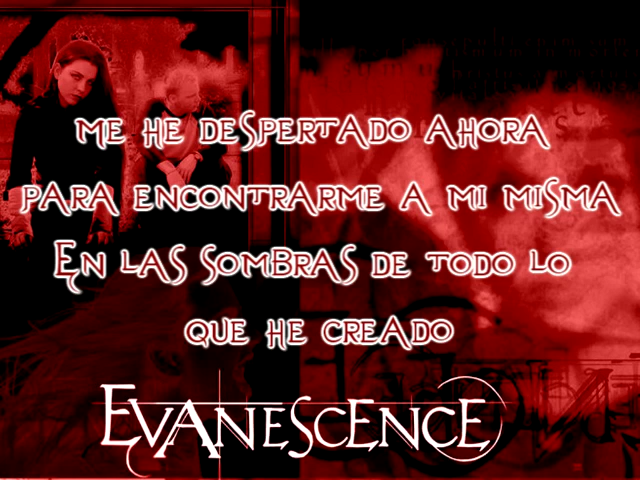 me he despertado ahora
para encontrarme a mi misma
En las sombras de todo lo
que he creado
Evanescence